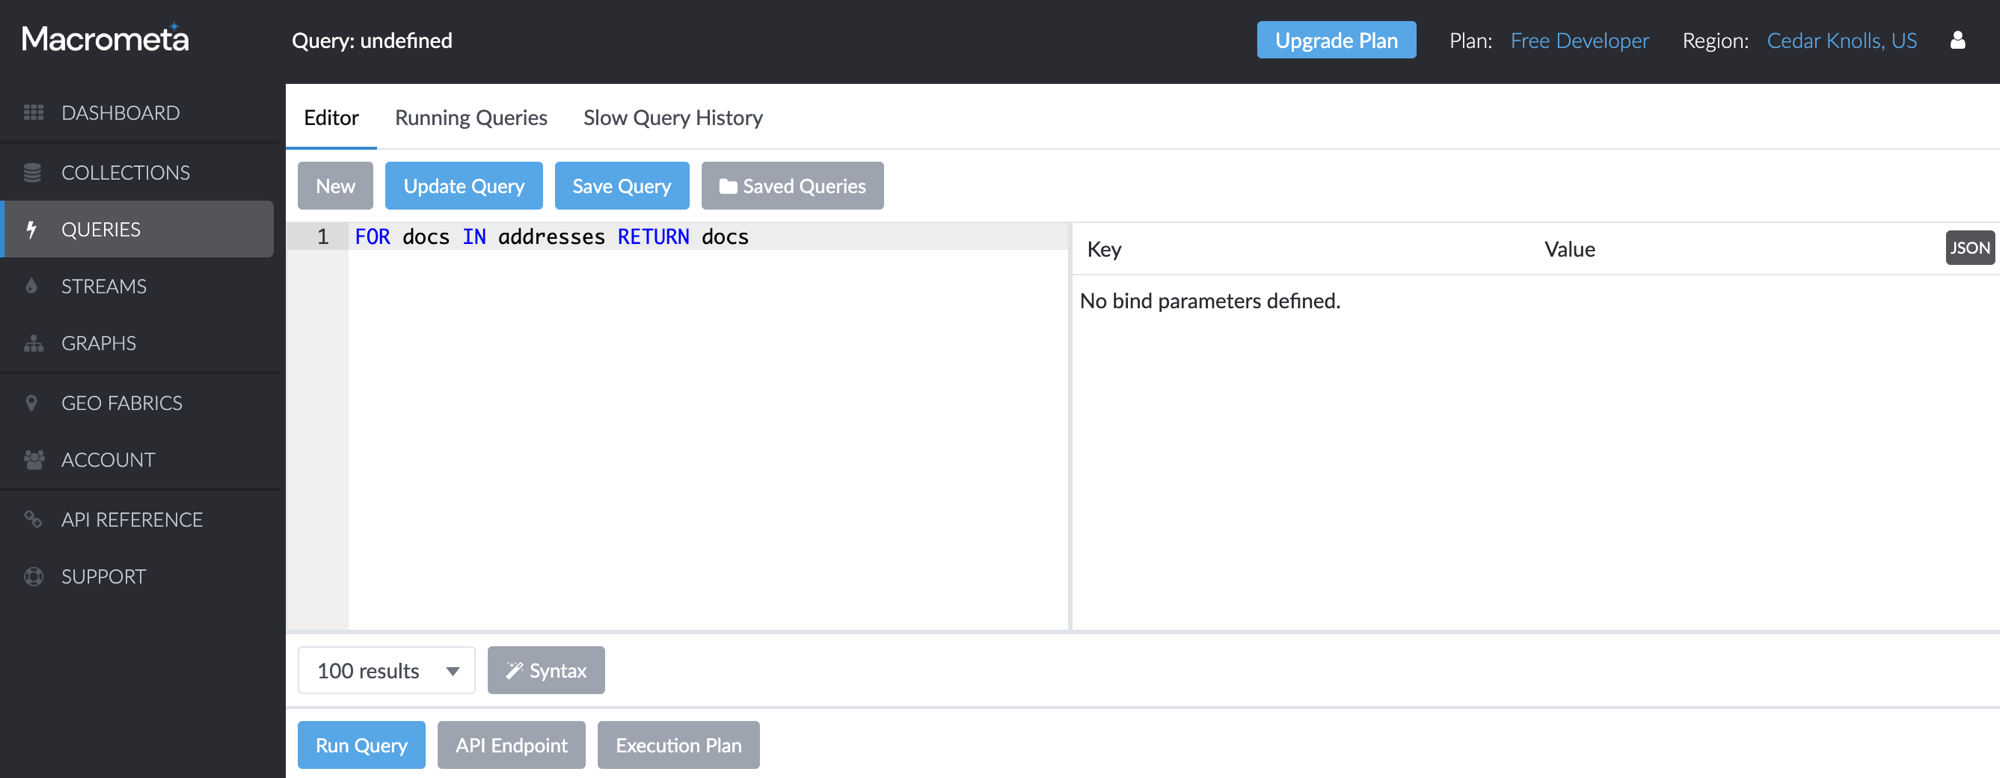 Macrometa
Query: undefined
Upgrade Plan
Plan: Free Developer
Region: Cedar Knolls, US
DASHBOARD
COLLECTIONS
QUERIES
STREAMS
GRAPHS
GEO FABRICS
ACCOUNT
API REFERENCE
SUPPORT
Editor
Running Queries
Slow Query History
New
Update Query
Save Query
Saved Queries
1 FOR docs IN addresses RETURN docs
Key
Value
JSON
No bind parameters defined.
100 results
Syntax
Run Query
API Endpoint
Execution Plan